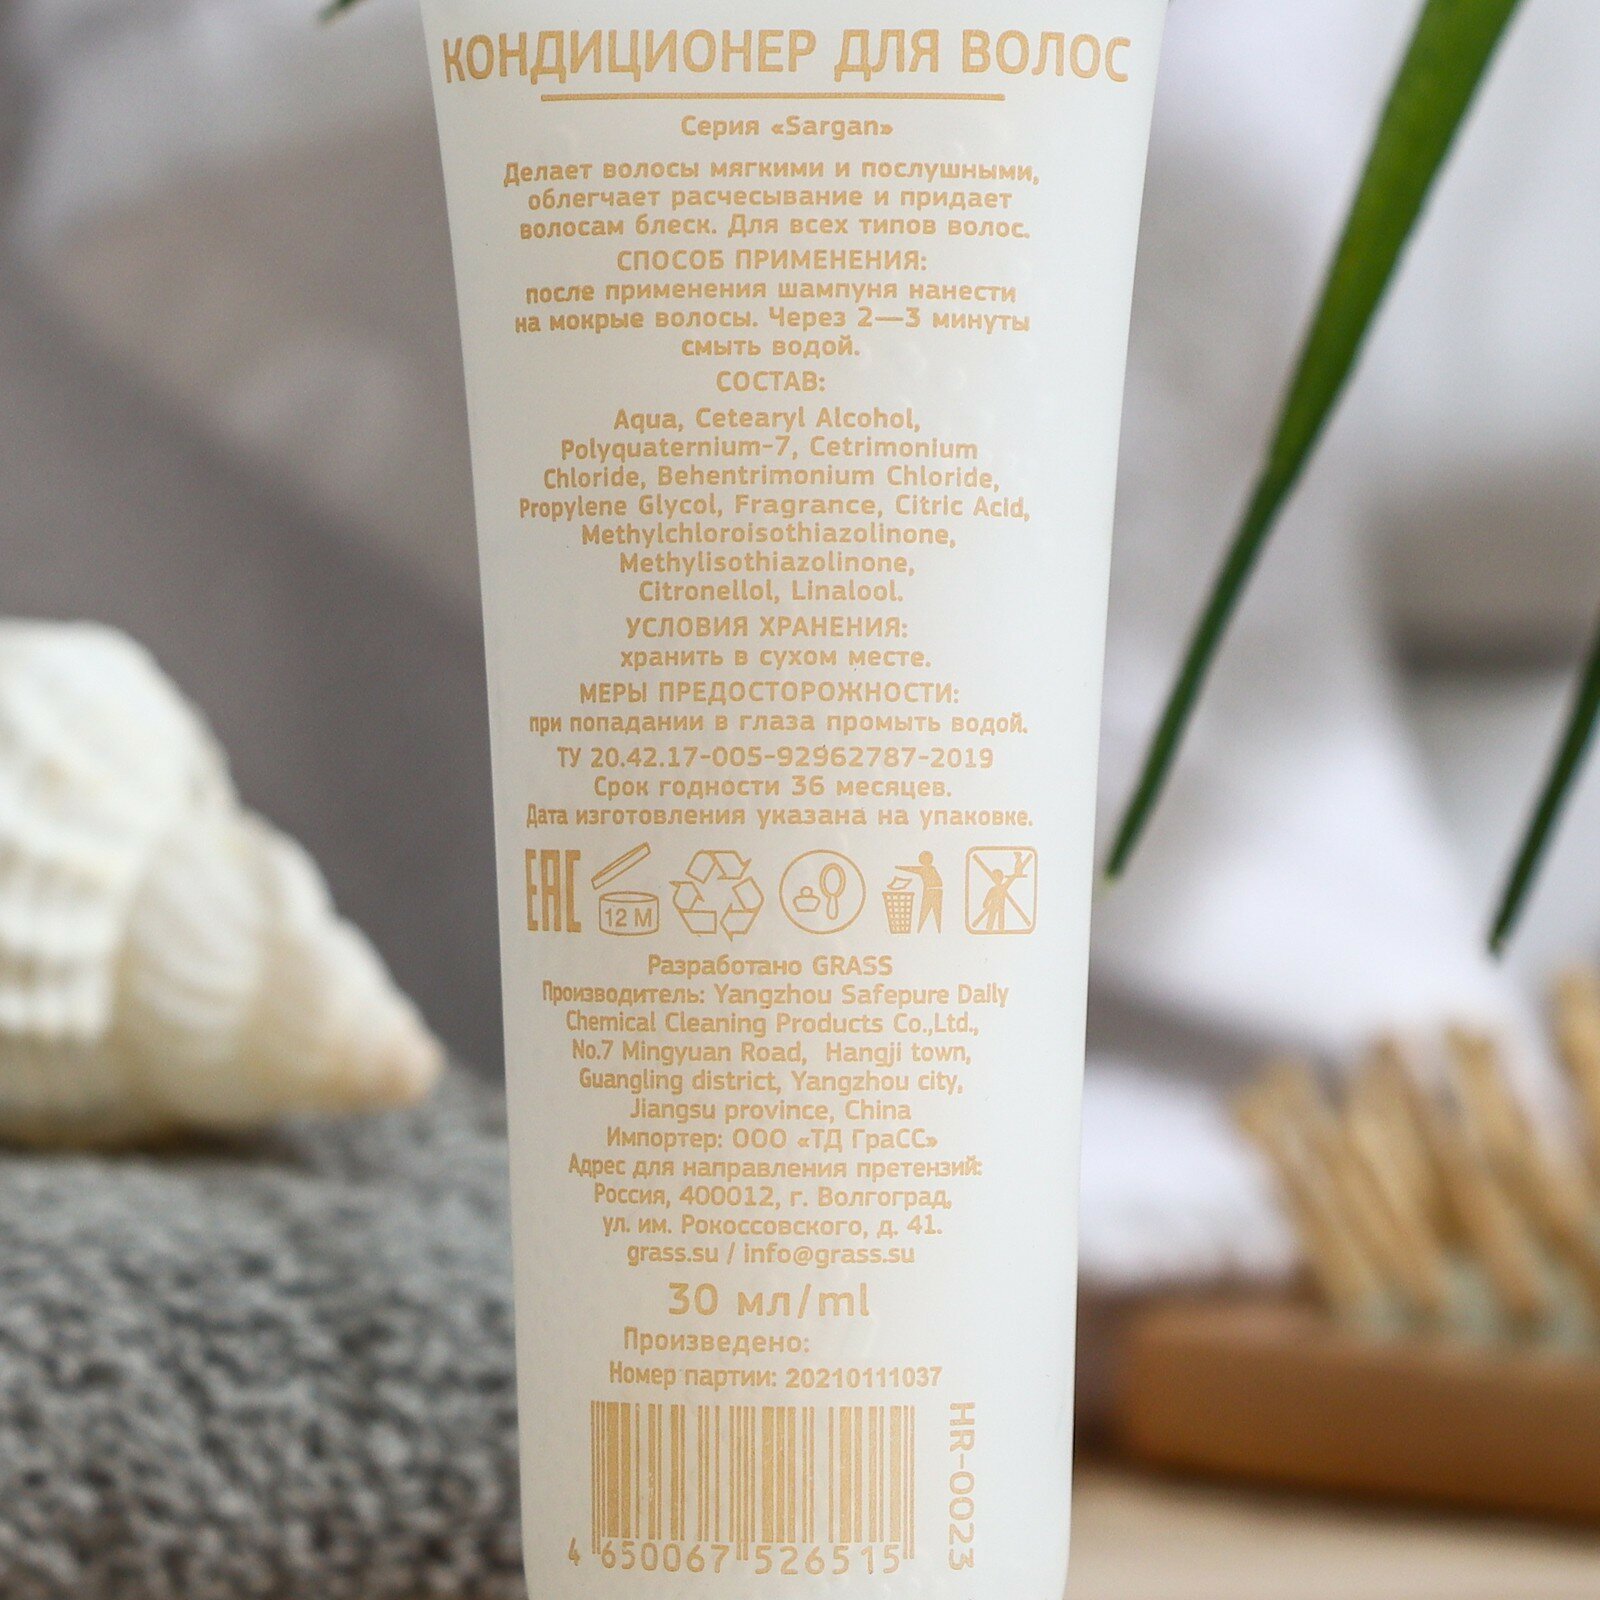 КОНДИЦИОНЕР ДЛЯ ВОЛОС
Серия «Sargan»
Делает волосы мягкими и послушными,
облегчает расчесывание и придает
волосам блеск. Для всех типов волос.
СПОСОБ ПРИМЕНЕНИЯ:
после применения шампуня нанести
на мокрые волосы. Через 2—3 минуты
смыть водой.
СОСТАВ:
Aqua, Cetearyl Alcohol,
Polyquaternium-7, Cetrimonium
Chloride, Behentrimonium Chloride,
Propylene Glycol, Fragrance, Citric Acid,
Methylchloroisothiazolinone,
Methylisothiazolinone,
Citronellol, Linalool.
УСЛОВИЯ ХРАНЕНИЯ:
хранить в сухом месте.
МЕРЫ ПРЕДОСТОРОЖНОСТИ:
при попадании в глаза промыть водой.
ТУ 20.42.17-005-92962787-2019
Срок годности 36 месяцев.
Дата изготовления указана на упаковке.
EAC 12 M
Разработано GRASS
Производитель: Yangzhou Safepure Daily
Chemical Cleaning Products Co.,Ltd.,
No.7 Mingyuan Road, Hangji town,
Guangling district, Yangzhou city,
Jiangsu province, China
Импортер: ООО «ТД ГраСС»
Адрес для направления претензий:
Россия, 400012, г. Волгоград,
ул. им. Рокоссовского, д. 41.
grass.su / info@grass.su
30 мл/ml
Произведено:
Номер партии: 20210111037
HR-0023
4 650067 526515